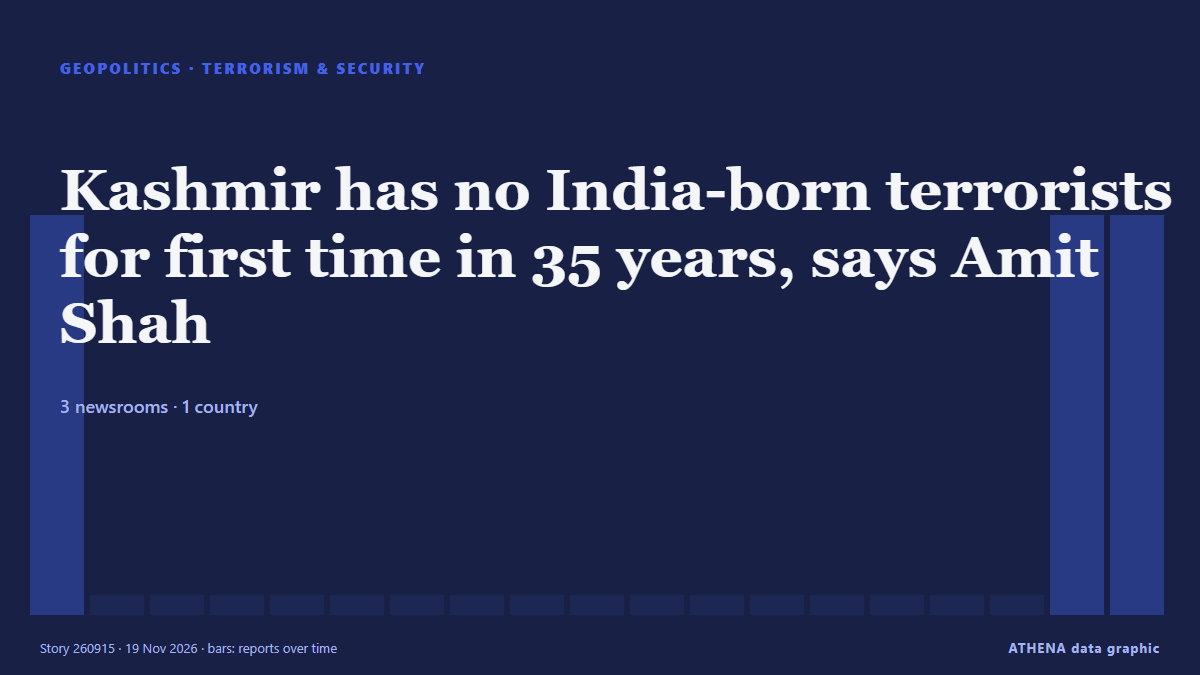 GEOPOLITICS · TERRORISM & SECURITY
Kashmir has no India-born terrorists
for first time in 35 years, says Amit
Shah
3 newsrooms · 1 country
Story 260915 · 19 Nov 2026 · bars: reports over time
ATHENA data graphic